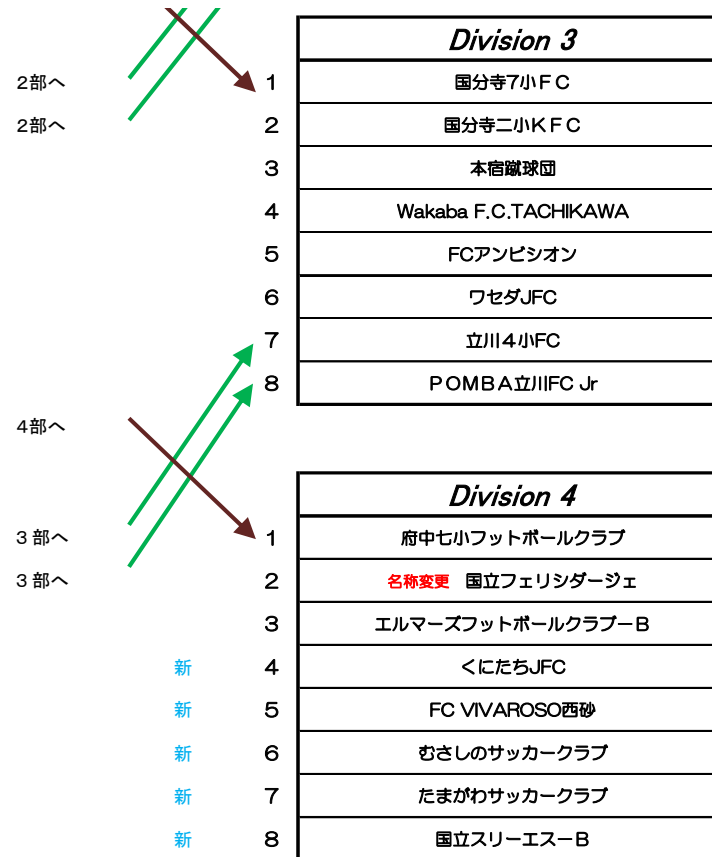 Division 3
2部へ 1 国分寺7小FC
2部へ 2 国分寺二小KFC
3 本宿蹴球団
4 Wakaba F.C.TACHIKAWA
5 FCアンビシオン
6 ワセダJFC
7 立川4小FC
8 POMBA立川FC Jr
4部へ
Division 4
3部へ 1 府中七小フットボールクラブ
3部へ 2 名称変更 国立フェリシダージェ
3 エルマーズフットボールクラブーB
新 4 くにたちJFC
新 5 FC VIVAROSO西砂
新 6 むさしのサッカークラブ
新 7 たまがわサッカークラブ
新 8 国立スリーエスーB